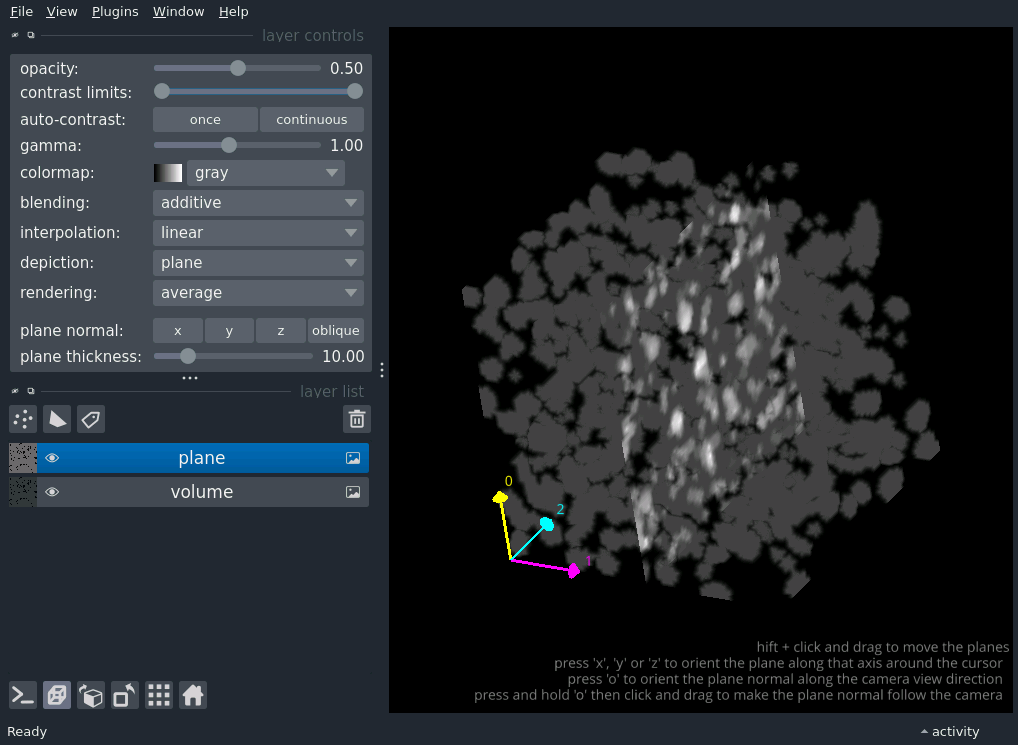 File View Plugins Window Help
layer controls
opacity: 0.50
contrast limits:
auto-contrast: once continuous
gamma: 1.00
colormap: gray
blending: additive
interpolation: linear
depiction: plane
rendering: average
plane normal: x y z oblique
plane thickness: 10.00
layer list
plane
volume
0
2
1
hift + click and drag to move the planes
press 'x', 'y' or 'z' to orient the plane along that axis around the cursor
press 'o' to orient the plane normal along the camera view direction
press and hold 'o' then click and drag to make the plane normal follow the camera
Ready activity